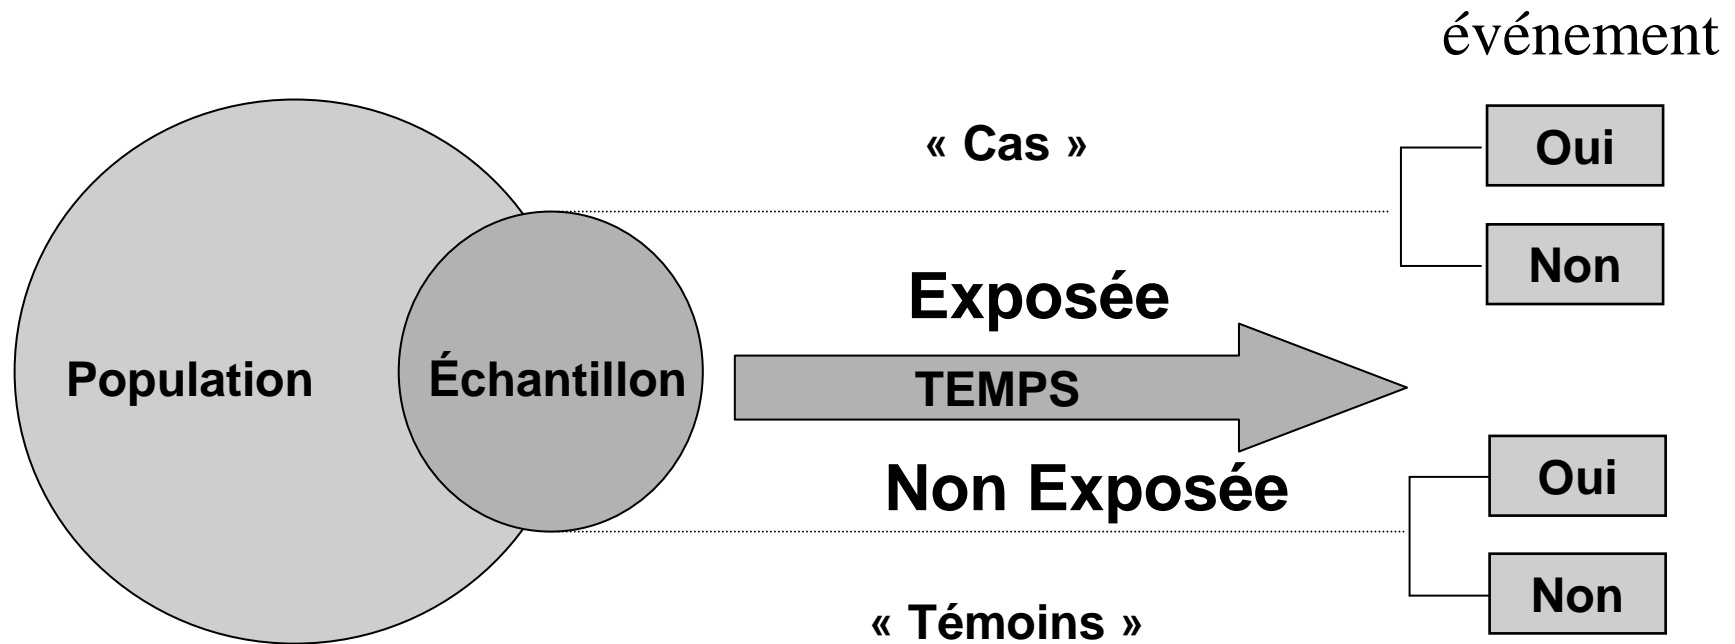 événement
« Cas »
Oui
Non
Exposée
Population
Échantillon
TEMPS
Non Exposée
Oui
Non
« Témoins »